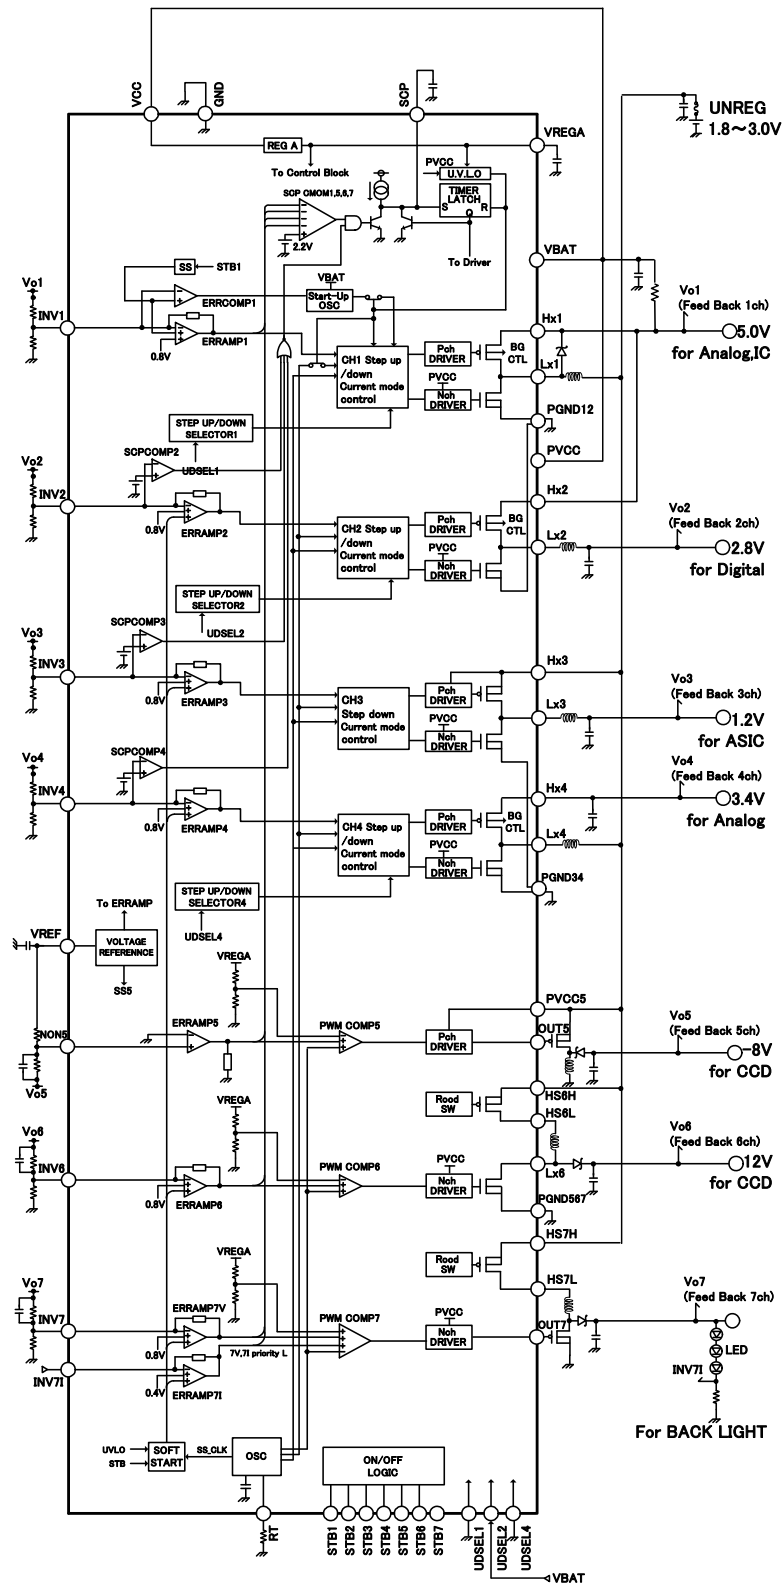 VCC
GND
SCP
UNREG
1.8～3.0V
VREGA
REG A
To Control Block
PVCC
U.V.L.O
SCP CMOM1,5,6,7
TIMER
LATCH
S
R
Q
2.2V
To Driver
VBAT
SS
STB1
ERRCOMP1
VBAT
Start-Up
OSC
Vo1
INV1
ERRAMP1
0.8V
CH1 Step up
/down
Current mode
control
Pch
DRIVER
BG
CTL
PVCC
Nch
DRIVER
Hx1
Lx1
PGND12
PVCC
Vo1
(Feed Back 1ch)
5.0V
for Analog,IC
STEP UP/DOWN
SELECTOR1
UDSEL1
SCPCOMP2
Vo2
INV2
0.8V
ERRAMP2
CH2 Step up
/down
Current mode
control
Pch
DRIVER
BG
CTL
PVCC
Nch
DRIVER
Hx2
Lx2
Vo2
(Feed Back 2ch)
2.8V
for Digital
STEP UP/DOWN
SELECTOR2
UDSEL2
SCPCOMP3
Vo3
INV3
0.8V
ERRAMP3
CH3
Step down
Current mode
control
Pch
DRIVER
PVCC
Nch
DRIVER
Hx3
Lx3
Vo3
(Feed Back 3ch)
1.2V
for ASIC
SCPCOMP4
Vo4
INV4
0.8V
ERRAMP4
CH4 Step up
/down
Current mode
control
Pch
DRIVER
BG
CTL
PVCC
Nch
DRIVER
Hx4
Lx4
PGND34
Vo4
(Feed Back 4ch)
3.4V
for Analog
STEP UP/DOWN
SELECTOR4
UDSEL4
To ERRAMP
VREF
VOLTAGE
REFERENNCE
SS5
VREGA
NON5
Vo5
ERRAMP5
PWM COMP5
Pch
DRIVER
PVCC5
OUT5
Vo5
(Feed Back 5ch)
-8V
for CCD
Rood
SW
HS6H
HS6L
VREGA
Vo6
INV6
0.8V
ERRAMP6
PWM COMP6
PVCC
Nch
DRIVER
Lx6
PGND567
Vo6
(Feed Back 6ch)
12V
for CCD
Rood
SW
HS7H
HS7L
VREGA
Vo7
INV7
INV7I
ERRAMP7V
0.8V
7V,7I priority L
0.4V
ERRAMP7I
PWM COMP7
PVCC
Nch
DRIVER
OUT7
Vo7
(Feed Back 7ch)
LED
INV7I
For BACK LIGHT
UVLO
STB
SOFT
START
SS_CLK
OSC
ON/OFF
LOGIC
RT
STB1
STB2
STB3
STB4
STB5
STB6
STB7
UDSEL1
UDSEL2
UDSEL4
VBAT